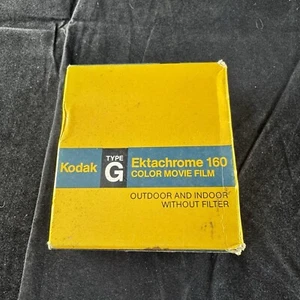 Kodak
TYPE
G
Ektachrome 160
COLOR MOVIE FILM
OUTDOOR AND INDOOR
WITHOUT FILTER